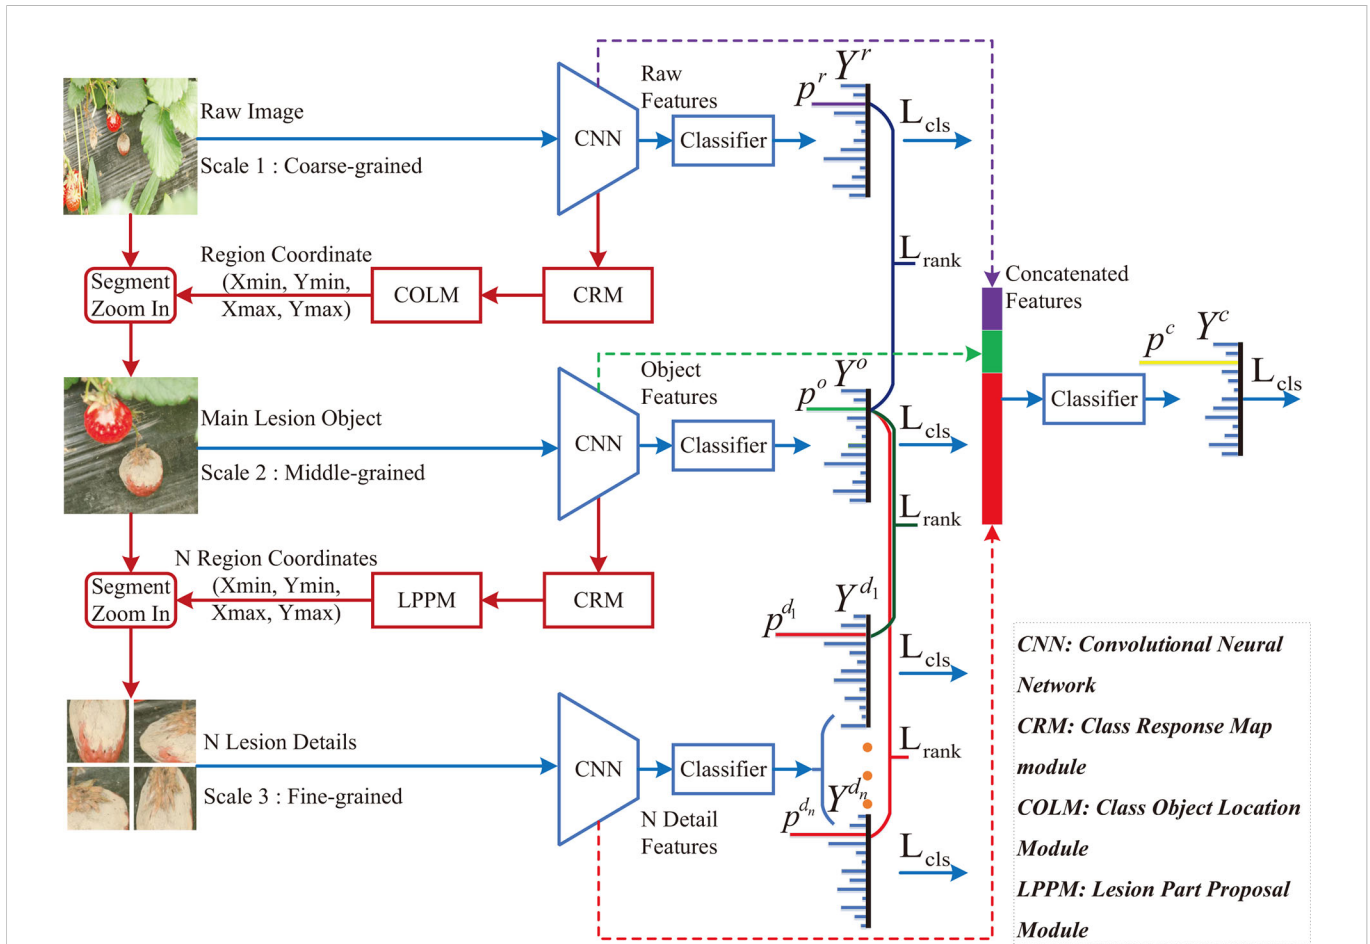 Raw Image
Scale 1 : Coarse-grained
CNN
Raw
Features
Classifier
p^r
Y^r
L_cls
L_rank
Segment
Zoom In
Region Coordinate
(Xmin, Ymin,
Xmax, Ymax)
COLM
CRM
Concatenated
Features
Main Lesion Object
Scale 2 : Middle-grained
CNN
Object
Features
Classifier
p^o
Y^o
L_cls
L_rank
Classifier
p^c
Y^c
L_cls
Segment
Zoom In
N Region Coordinates
(Xmin, Ymin,
Xmax, Ymax)
LPPM
CRM
N Lesion Details
Scale 3 : Fine-grained
CNN
Classifier
N Detail
Features
p^{d_1}
Y^{d_1}
L_cls
L_rank
p^{d_n}
Y^{d_n}
L_cls
CNN: Convolutional Neural
Network
CRM: Class Response Map
module
COLM: Class Object Location
Module
LPPM: Lesion Part Proposal
Module